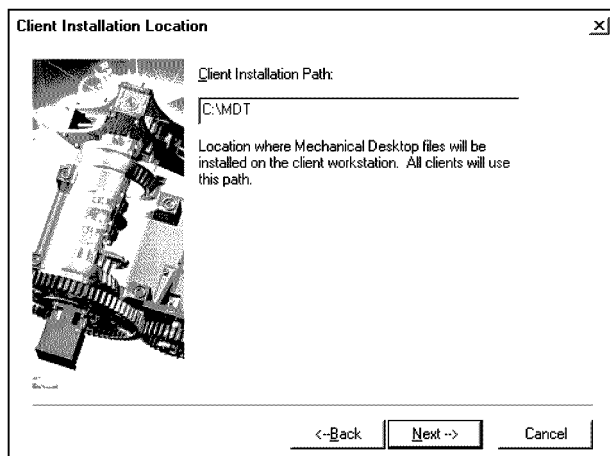 Client Installation Location
Client Installation Path:
C:\MDT
Location where Mechanical Desktop files will be
installed on the client workstation. All clients will use
this path.
<--Back
Next-->
Cancel